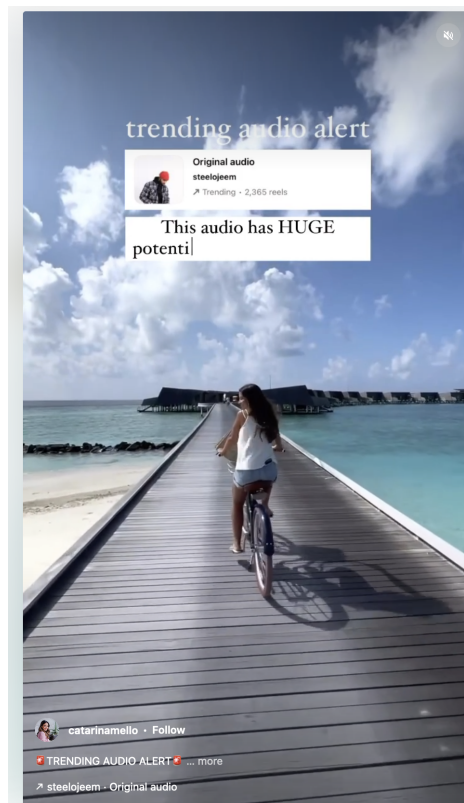 trending audio alert
Original audio
steelojeem
↗ Trending • 2,365 reels
This audio has HUGE
potenti
catarinamello • Follow
🚨TRENDING AUDIO ALERT🚨 ... more
↗ steelojeem · Original audio